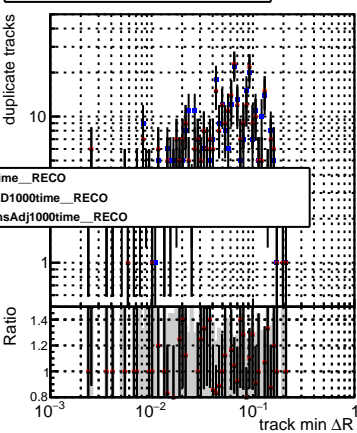 duplicate tracks
10
ime__RECO
D1000time__RECO
nsAdj1000time__RECO
1
Ratio
1.4
1.2
1
0.8
10⁻³ 10⁻² 10⁻¹ 1
track min ΔR